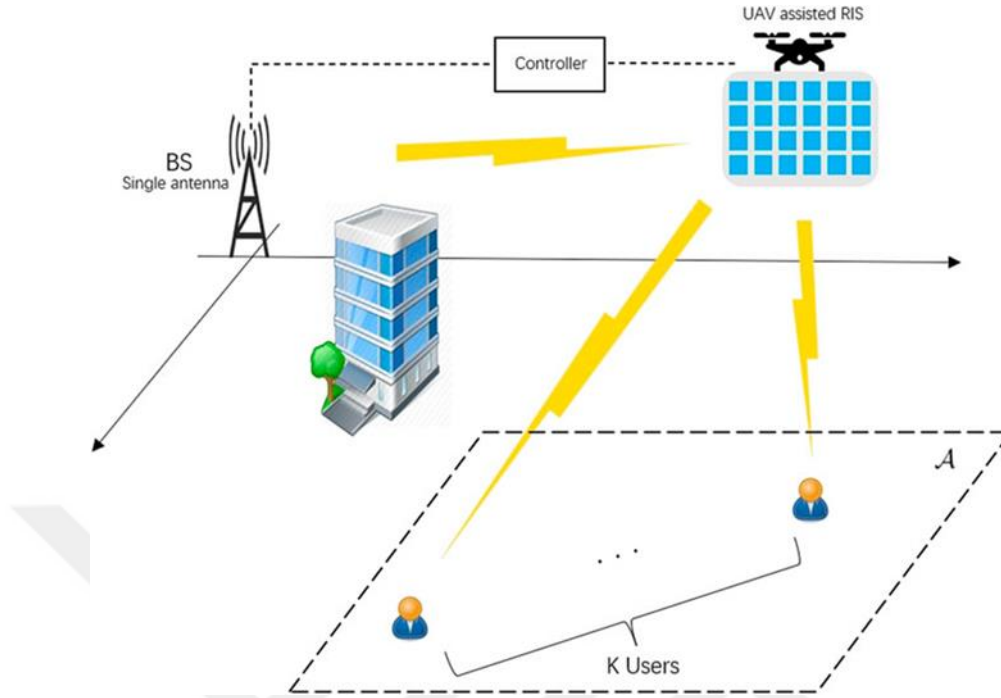 UAV assisted RIS
Controller
BS
Single antenna
𝒜
. . .
K Users